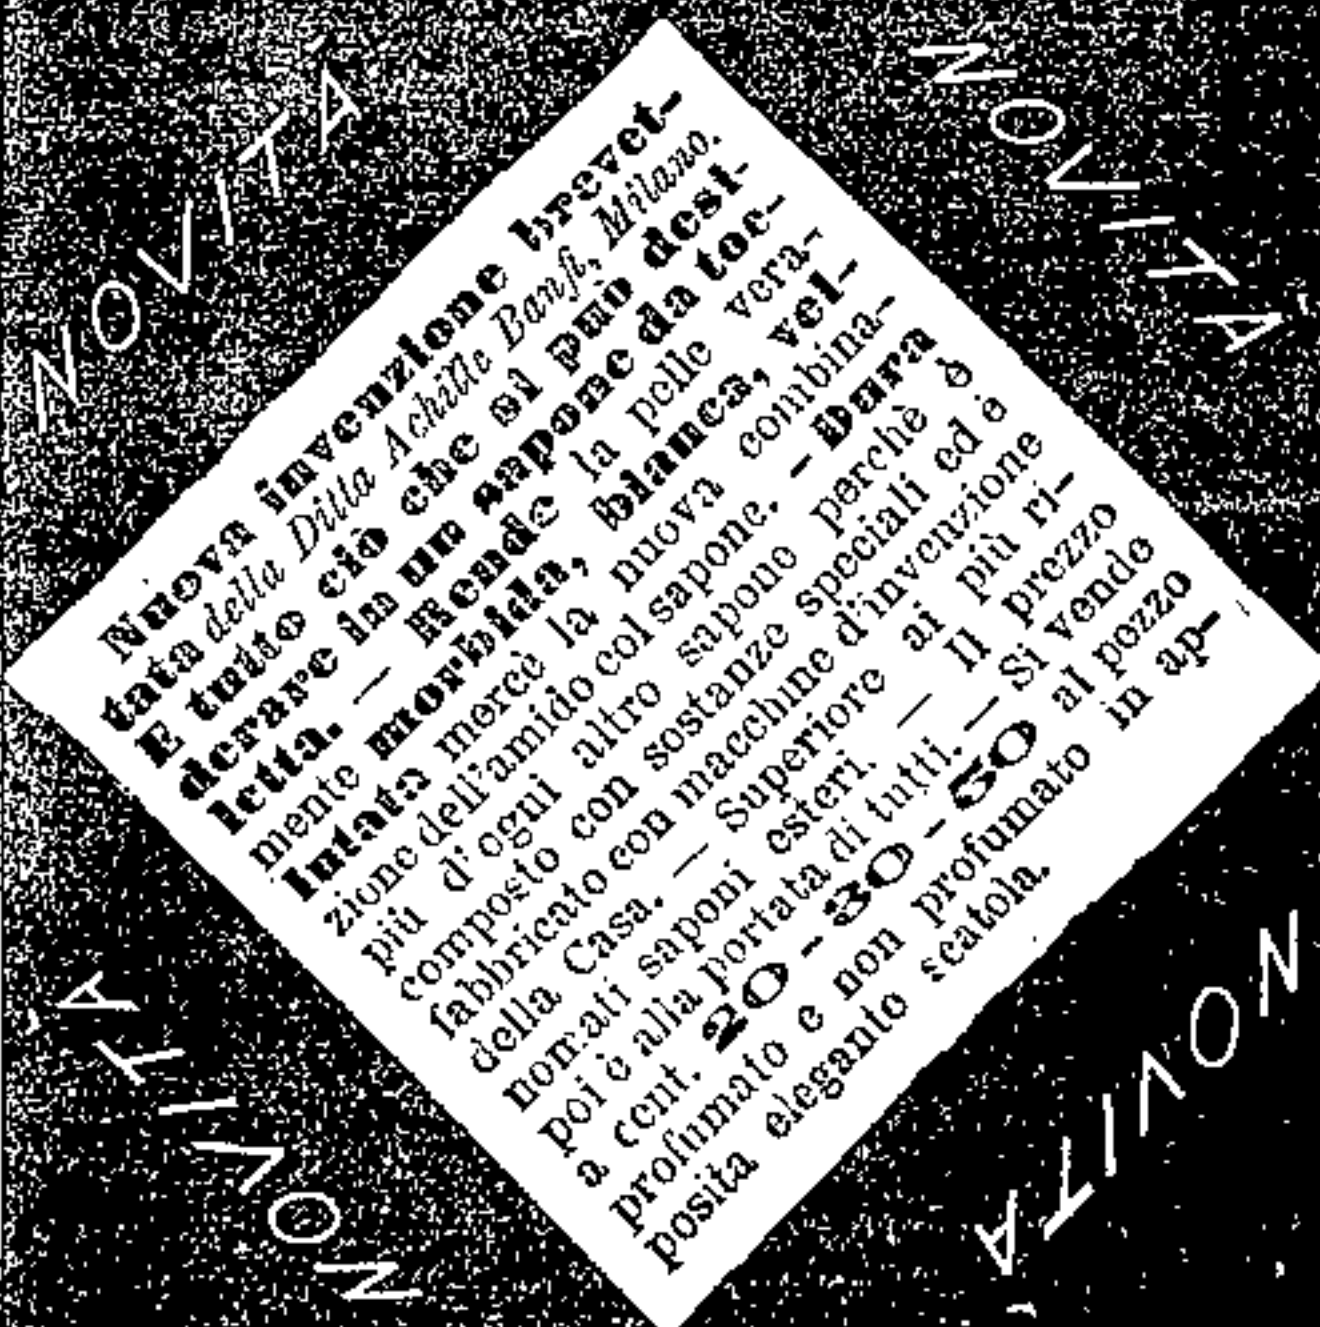 NOVITÀ
NOVITÀ
Nuova invenzione brevet-
tata della Ditta Achille Banfi, Milano.
E tutto ciò che si può desi-
derare in un sapone da toc-
letta. — Rende la pelle vera-
mente morbida, bianca, vel-
lutata mercè la nuova combina-
zione dell'amido col sapone. — Dura
più d'ogni altro sapone perchè è
composto con sostanze speciali ed è
fabbricato con macchine d'invenzione
della Casa. — Superiore ai più ri-
nomati saponi esteri. — Il prezzo
poi è alla portata di tutti. — Si vende
a cent. 20 - 30 - 50 al pezzo
profumato e non profumato in ap-
posita elegante scatola.
NOVITÀ
NOVITÀ